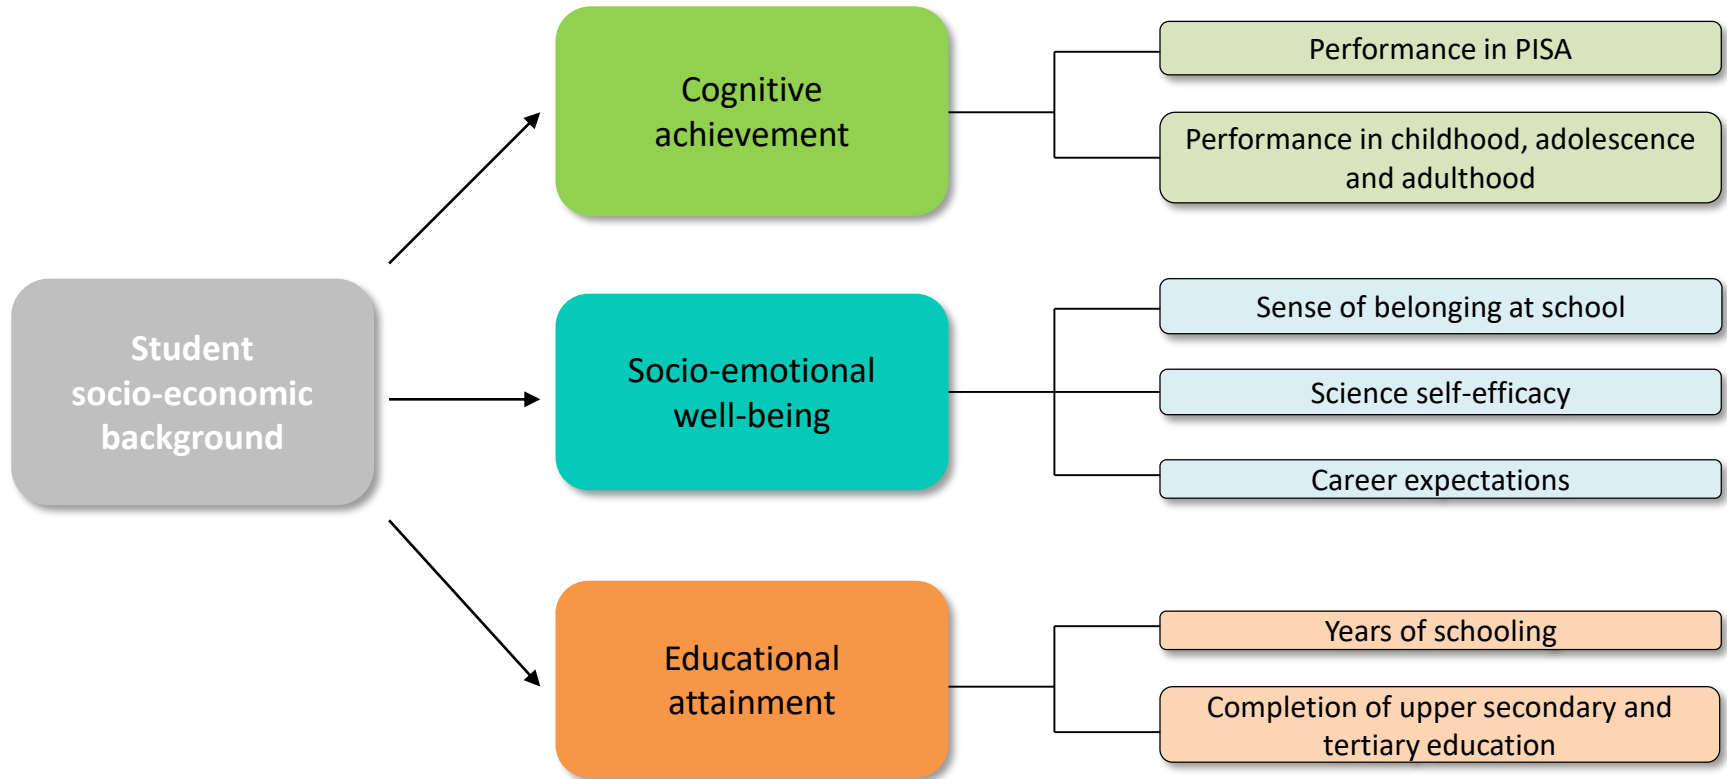 Student
socio-economic
background
Cognitive
achievement
Performance in PISA
Performance in childhood, adolescence
and adulthood
Socio-emotional
well-being
Sense of belonging at school
Science self-efficacy
Career expectations
Educational
attainment
Years of schooling
Completion of upper secondary and
tertiary education